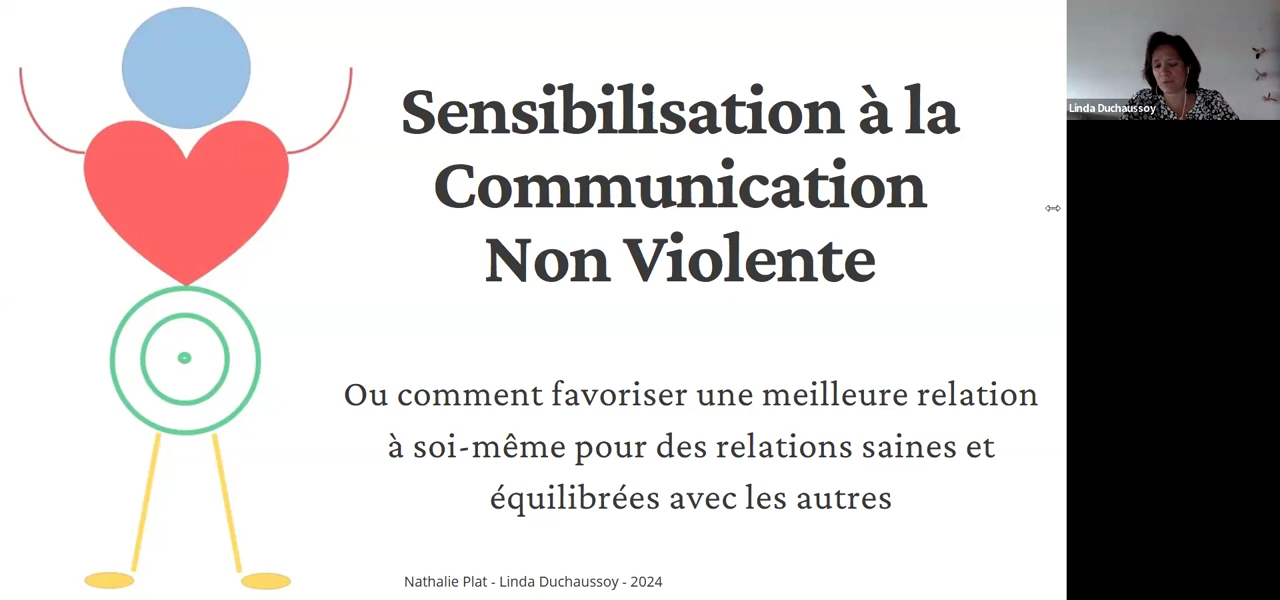 Sensibilisation à la
Communication
Non Violente
Ou comment favoriser une meilleure relation
à soi-même pour des relations saines et
équilibrées avec les autres
Nathalie Plat - Linda Duchaussoy - 2024
Linda Duchaussoy